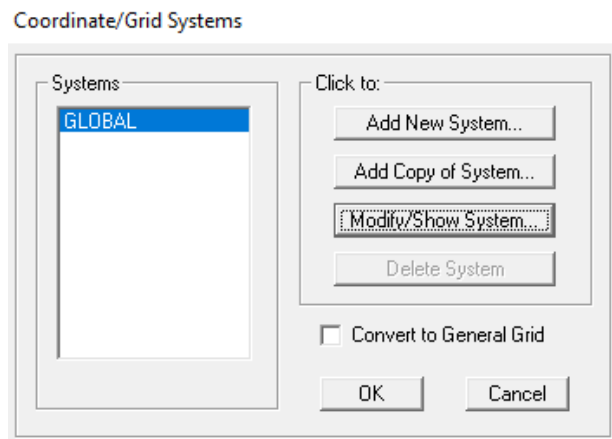 Coordinate/Grid Systems
Systems
GLOBAL
Click to:
Add New System...
Add Copy of System...
Modify/Show System...
Delete System
Convert to General Grid
OK
Cancel